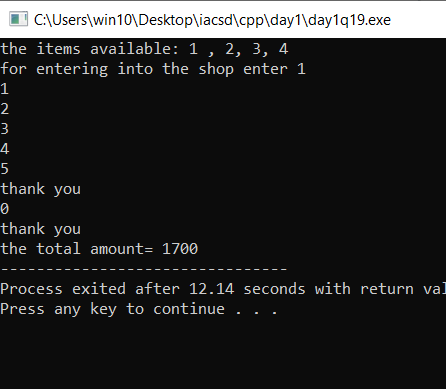 C:\Users\win10\Desktop\iacsd\cpp\day1\day1q19.exe
the items available: 1 , 2, 3, 4
for entering into the shop enter 1
1
2
3
4
5
thank you
0
thank you
the total amount= 1700
--------------------------------
Process exited after 12.14 seconds with return val
Press any key to continue . . .